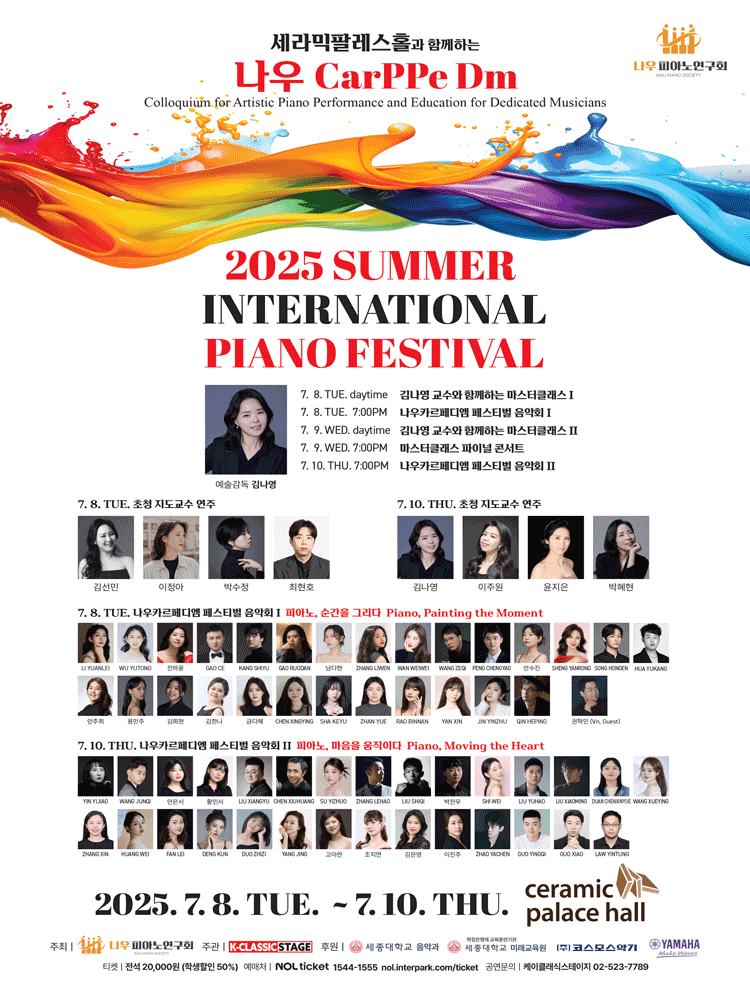 세라믹팔레스홀과 함께하는
나우 CarPPe Dm
Colloquium for Artistic Piano Performance and Education for Dedicated Musicians
나우 피아노연구회
NAU PIANO SOCIETY
2025 SUMMER
INTERNATIONAL
PIANO FESTIVAL
7. 8. TUE. daytime 김나영 교수와 함께하는 마스터클래스 I
7. 8. TUE. 7:00PM 나우카르페디엠 페스티벌 음악회 I
7. 9. WED. daytime 김나영 교수와 함께하는 마스터클래스 II
7. 9. WED. 7:00PM 마스터클래스 파이널 콘서트
7. 10. THU. 7:00PM 나우카르페디엠 페스티벌 음악회 II
예술감독 김나영
7. 8. TUE. 초청 지도교수 연주
김선민 이정아 박수정 최현호
7. 10. THU. 초청 지도교수 연주
김나영 이주원 윤지은 박혜현
7. 8. TUE. 나우카르페디엠 페스티벌 음악회 I 피아노, 순간을 그리다 Piano, Painting the Moment
LI YUANLEI WU YUTONG 전하율 GAO CE KANG SHIYU GAO RUODAN 남다현 ZHANG LIWEN WAN WEIWEI WANG ZEQI PENG CHENGYAO 안수진 SHENG YANRONG SONG HONGEN HUA YUKANG
안주희 용민주 김희현 김한나 금다혜 CHEN XINGYING SHA KEYU ZHAN YUE RAO BINNAN YAN XIN JIN YINZHU QIN HEPING 권혁민 (Vn, Guest)
7. 10. THU. 나우카르페디엠 페스티벌 음악회 II 피아노, 마음을 움직이다 Piano, Moving the Heart
YIN YIJIAO WANG JUNQI 안은서 황인사 LIU XIANGYU CHEN XIUHUANG SU YIZHUO ZHANG LEHAO LIU SHIQI 박찬우 SHI WEI LIU YUHAO LIU XIAOMING DUAN CHENXINYUE WANG XUEYING
ZHANG XIN HUANG WEI FAN LEI DENG KUN DUO ZHIZI YANG JING 고아란 조지연 김은영 이진주 ZHAO YACHEN GUO YINGQI GUO XIAO LAW YINTUNG
2025. 7. 8. TUE. ~ 7. 10. THU.
ceramic
palace hall
주최 | 나우 피아노연구회 주관 | K-CLASSIC STAGE 후원 | 세종대학교 음악과 학점은행제 교육훈련기관 세종대학교 미래교육원 (주)코스모스악기 YAMAHA Make Waves
NAU PIANO SOCIETY
티켓 | 전석 20,000원 (학생할인 50%) 예매처 | NOL ticket 1544-1555 nol.interpark.com/ticket 공연문의 | 케이클래식스테이지 02-523-7789